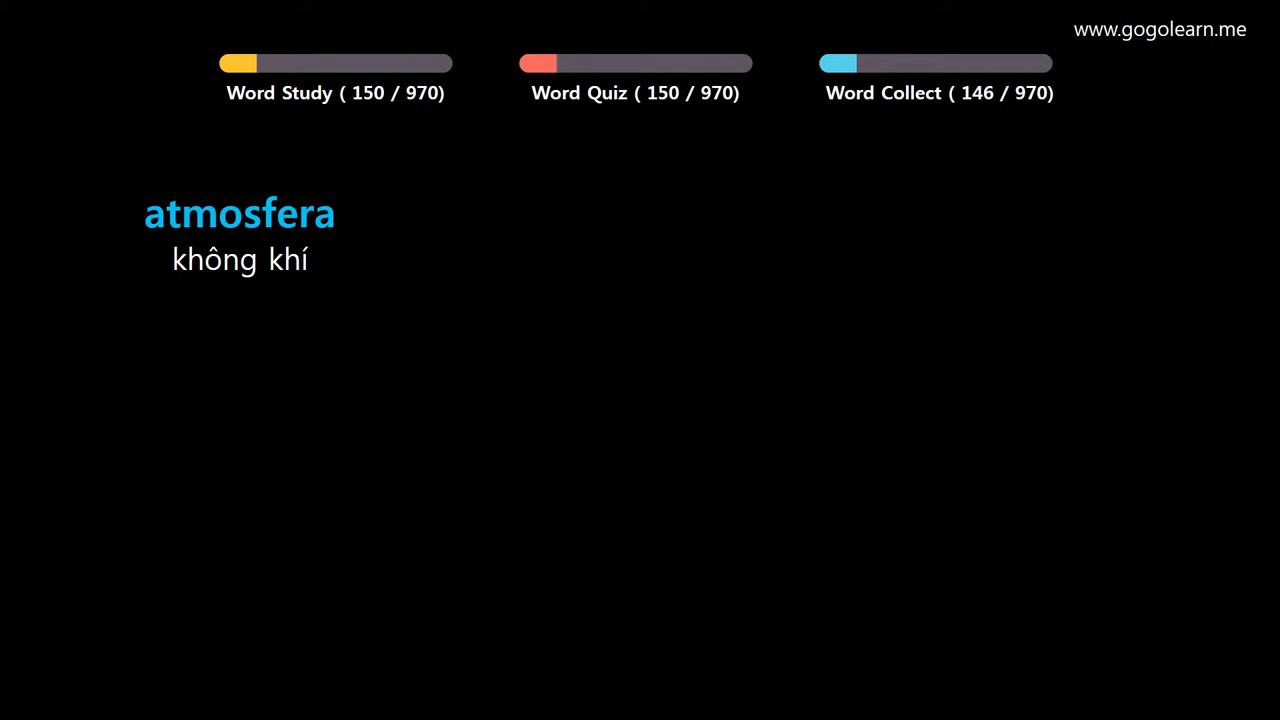 www.gogolearn.me
Word Study ( 150 / 970)
Word Quiz ( 150 / 970)
Word Collect ( 146 / 970)
atmosfera
không khí